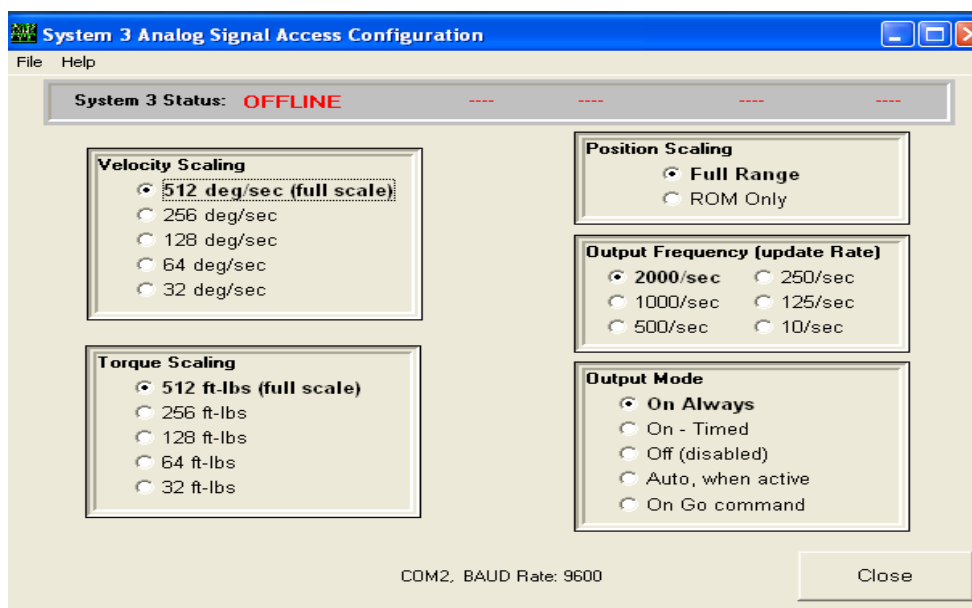 System 3 Analog Signal Access Configuration
File Help
System 3 Status: OFFLINE ---- ---- ---- ----
Velocity Scaling
512 deg/sec (full scale)
256 deg/sec
128 deg/sec
64 deg/sec
32 deg/sec
Torque Scaling
512 ft-lbs (full scale)
256 ft-lbs
128 ft-lbs
64 ft-lbs
32 ft-lbs
Position Scaling
Full Range
ROM Only
Output Frequency (update Rate)
2000/sec 250/sec
1000/sec 125/sec
500/sec 10/sec
Output Mode
On Always
On - Timed
Off (disabled)
Auto, when active
On Go command
COM2, BAUD Rate: 9600
Close